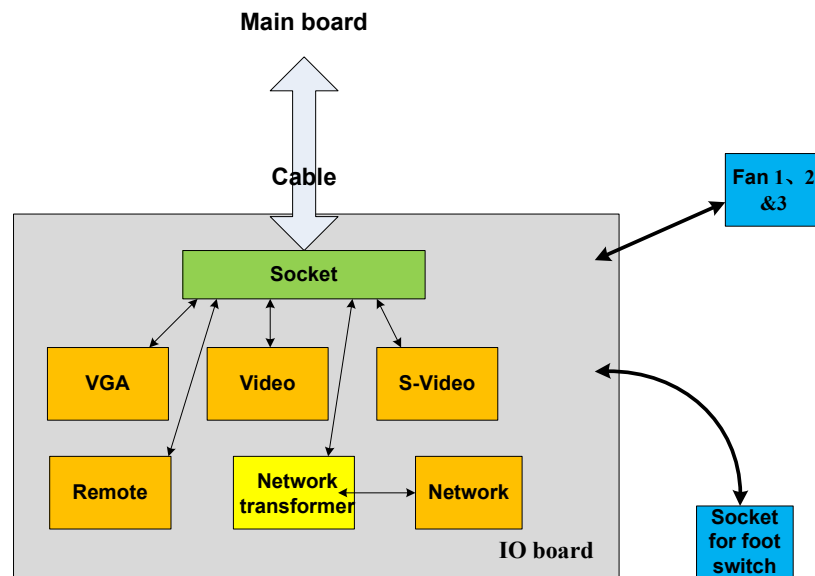 Main board
Cable
Fan 1、2
&3
Socket
VGA
Video
S-Video
Remote
Network
transformer
Network
IO board
Socket
for foot
switch